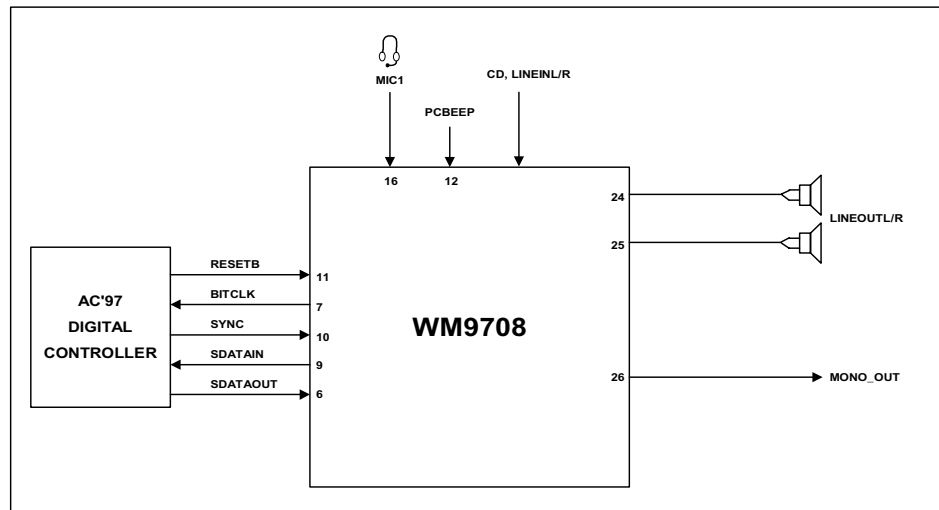 MIC1
PCBEEP
CD, LINEINL/R
16
12
24
LINEOUTL/R
25
AC'97
DIGITAL
CONTROLLER
RESETB
11
BITCLK
7
SYNC
10
SDATAIN
9
SDATAOUT
6
WM9708
26
MONO_OUT